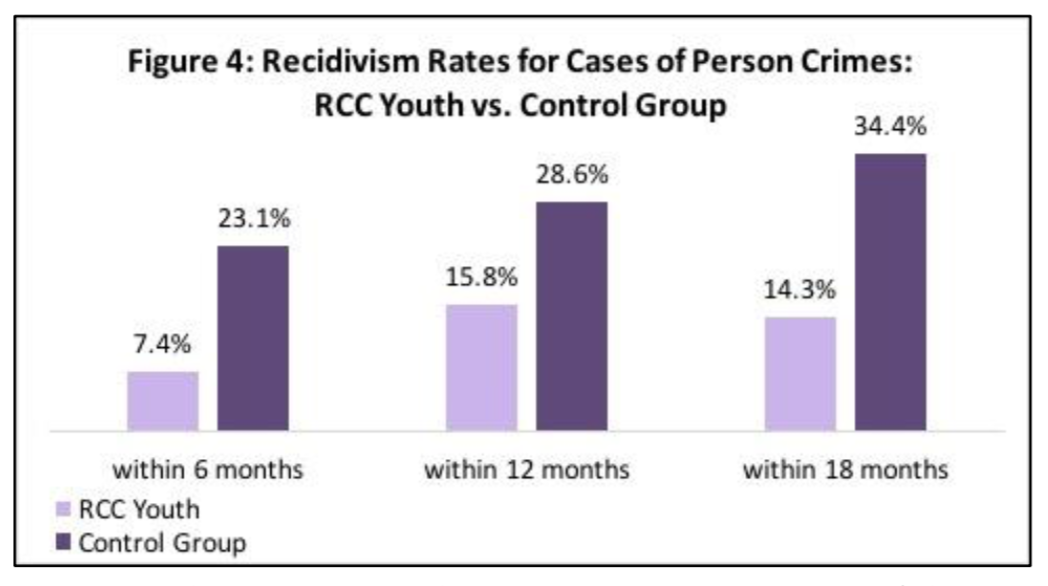 Figure 4: Recidivism Rates for Cases of Person Crimes:
RCC Youth vs. Control Group
34.4%
28.6%
23.1%
15.8%
14.3%
7.4%
within 6 months
within 12 months
within 18 months
RCC Youth
Control Group